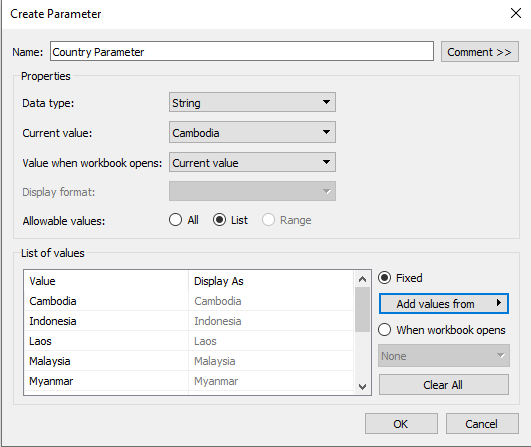 Create Parameter
Name: Country Parameter Comment >>
Properties
Data type: String
Current value: Cambodia
Value when workbook opens: Current value
Display format:
Allowable values: All List Range
List of values
Value Display As
Cambodia Cambodia
Indonesia Indonesia
Laos Laos
Malaysia Malaysia
Myanmar Myanmar
Fixed
Add values from
When workbook opens
None
Clear All
OK Cancel